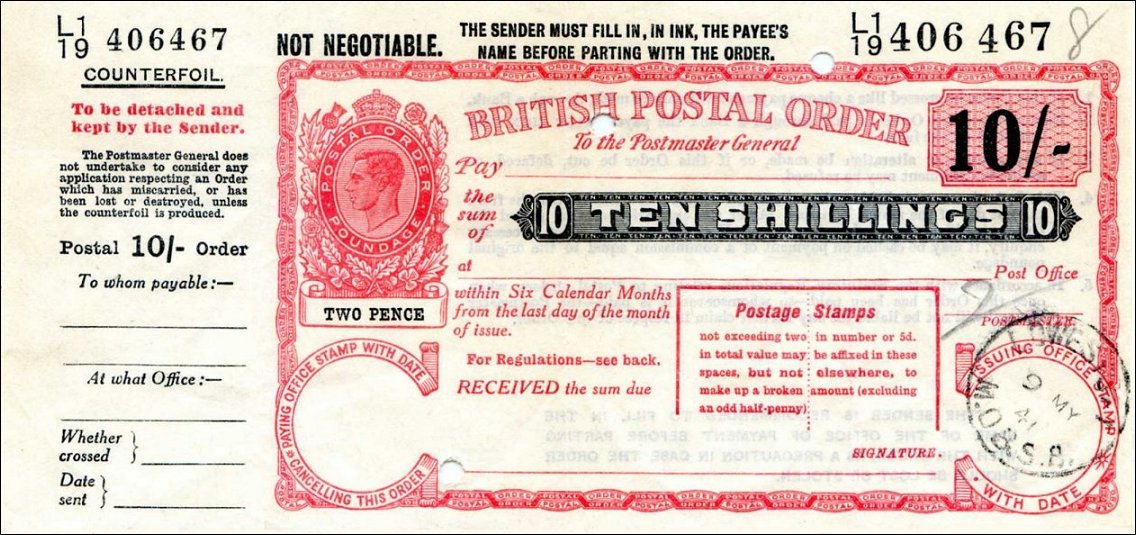 L1/19 406467
COUNTERFOIL.
To be detached and
kept by the Sender.
The Postmaster General does
not undertake to consider any
application respecting an Order
which has miscarried, or has
been lost or destroyed, unless
the counterfoil is produced.
Postal 10/- Order
To whom payable:—
At what Office:—
Whether
crossed
Date
sent
NOT NEGOTIABLE.
THE SENDER MUST FILL IN, IN INK, THE PAYEE'S
NAME BEFORE PARTING WITH THE ORDER.
L1/19 406467
8
POSTAL ORDER
POUNDAGE
TWO PENCE
BRITISH POSTAL ORDER
To the Postmaster General
10/-
Pay
the
sum
of
10 TEN SHILLINGS 10
at
Post Office
within Six Calendar Months
from the last day of the month
of issue.
For Regulations—see back.
RECEIVED the sum due
POSTMASTER.
Postage Stamps
not exceeding two in number or 5d.
in total value may be affixed in these
spaces, but not elsewhere, to
make up a broken amount (excluding
an odd half-penny)
SIGNATURE.
PAYING OFFICE STAMP WITH DATE
CANCELLING THIS ORDER
ISSUING OFFICE STAMP
WITH DATE
LOWEST
9 MY
41
M.O. & S.B.